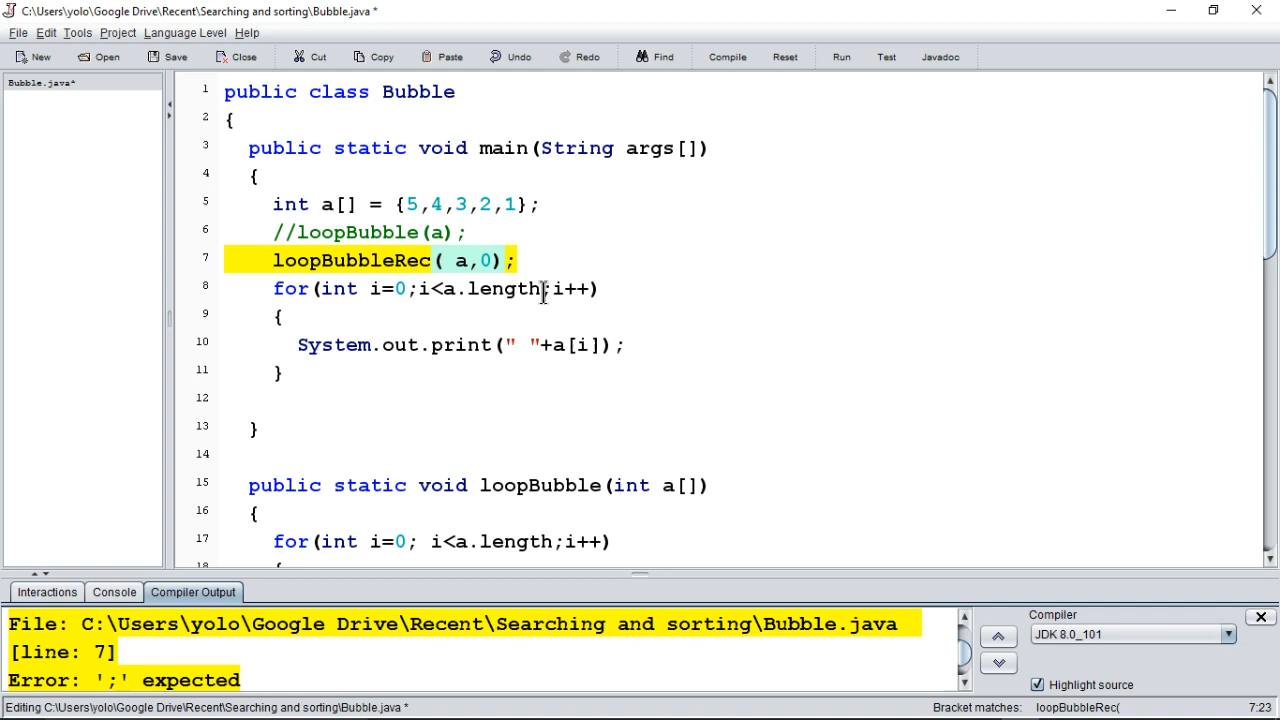 C:\Users\yolo\Google Drive\Recent\Searching and sorting\Bubble.java *
File Edit Tools Project Language Level Help
New Open Save Close Cut Copy Paste Undo Redo Find Compile Reset Run Test Javadoc
Bubble.java*
1 public class Bubble
2 {
3 public static void main(String args[])
4 {
5 int a[] = {5,4,3,2,1};
6 //loopBubble(a);
7 loopBubbleRec( a,0);
8 for(int i=0;i<a.length;i++)
9 {
10 System.out.print(" "+a[i]);
11 }
12
13 }
14
15 public static void loopBubble(int a[])
16 {
17 for(int i=0; i<a.length;i++)
18 {
Interactions Console Compiler Output
File: C:\Users\yolo\Google Drive\Recent\Searching and sorting\Bubble.java
[line: 7]
Error: ';' expected
Compiler
JDK 8.0_101
Highlight source
Editing C:\Users\yolo\Google Drive\Recent\Searching and sorting\Bubble.java * Bracket matches: loopBubbleRec( 7:23